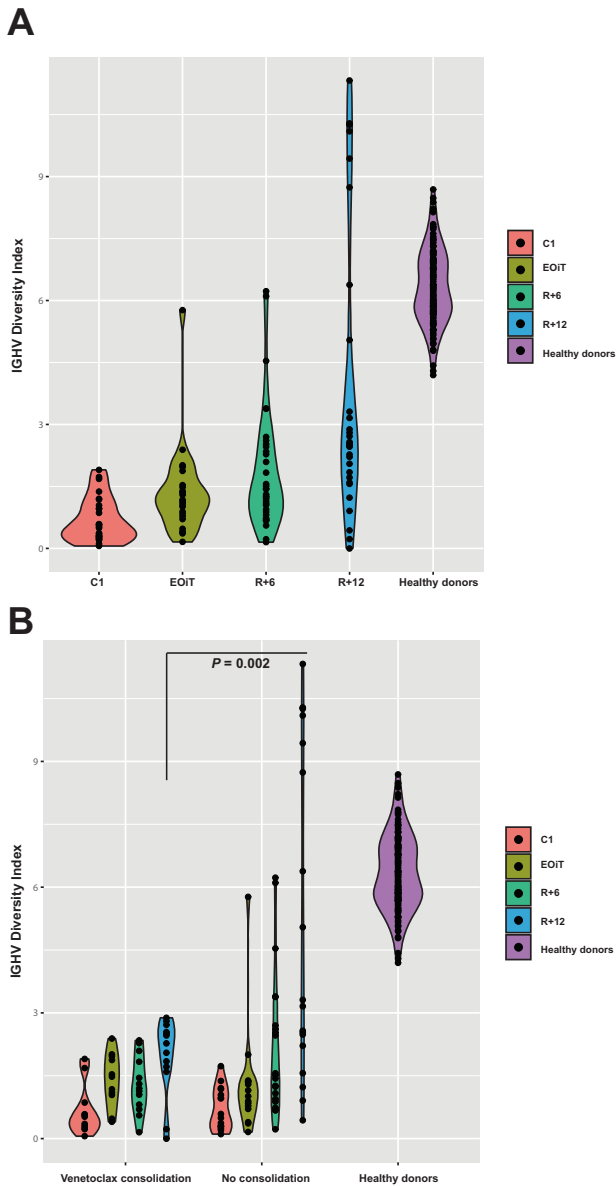 A
IGHV Diversity Index
9
6
3
0
C1 EOiT R+6 R+12 Healthy donors
C1
EOiT
R+6
R+12
Healthy donors
B
P = 0.002
IGHV Diversity Index
9
6
3
0
Venetoclax consolidation No consolidation Healthy donors
C1
EOiT
R+6
R+12
Healthy donors